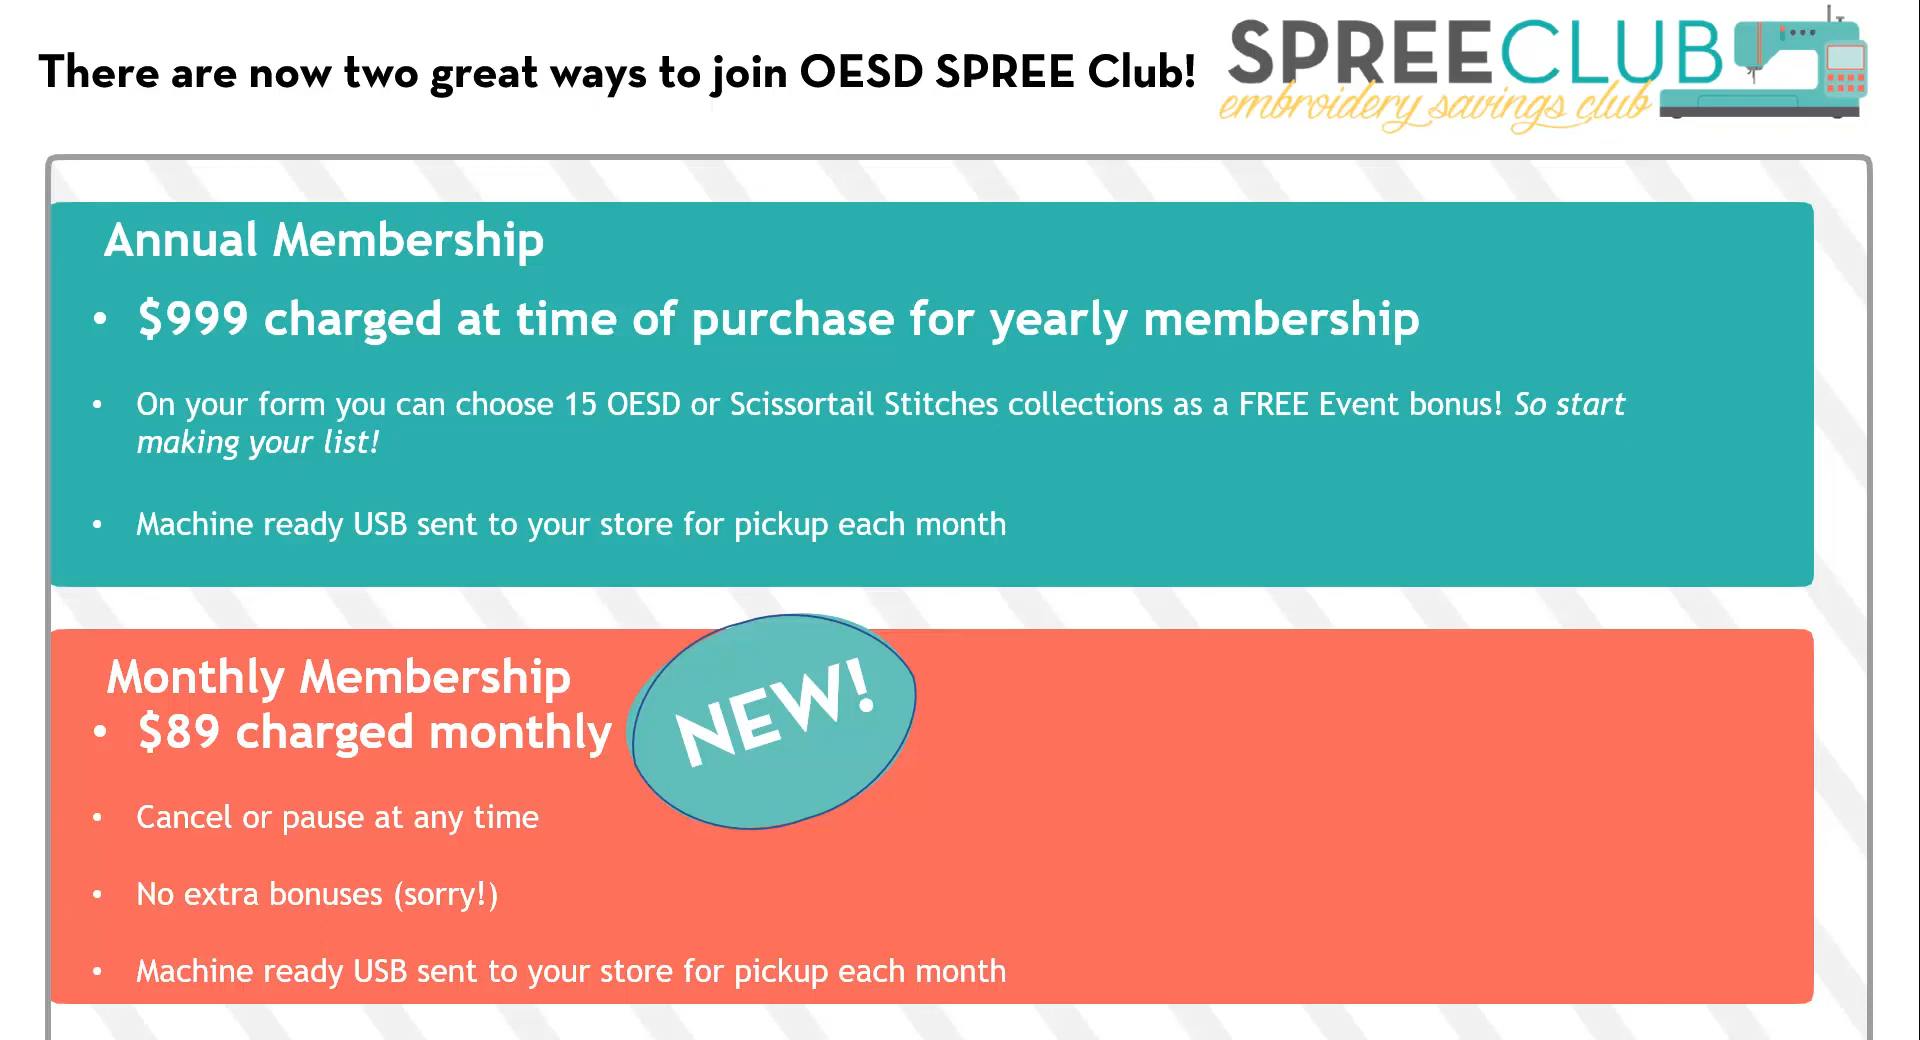 There are now two great ways to join OESD SPREE Club!
SPREECLUB
embroidery savings club
Annual Membership
• $999 charged at time of purchase for yearly membership
• On your form you can choose 15 OESD or Scissortail Stitches collections as a FREE Event bonus! So start
making your list!
• Machine ready USB sent to your store for pickup each month
Monthly Membership
• $89 charged monthly
NEW!
• Cancel or pause at any time
• No extra bonuses (sorry!)
• Machine ready USB sent to your store for pickup each month